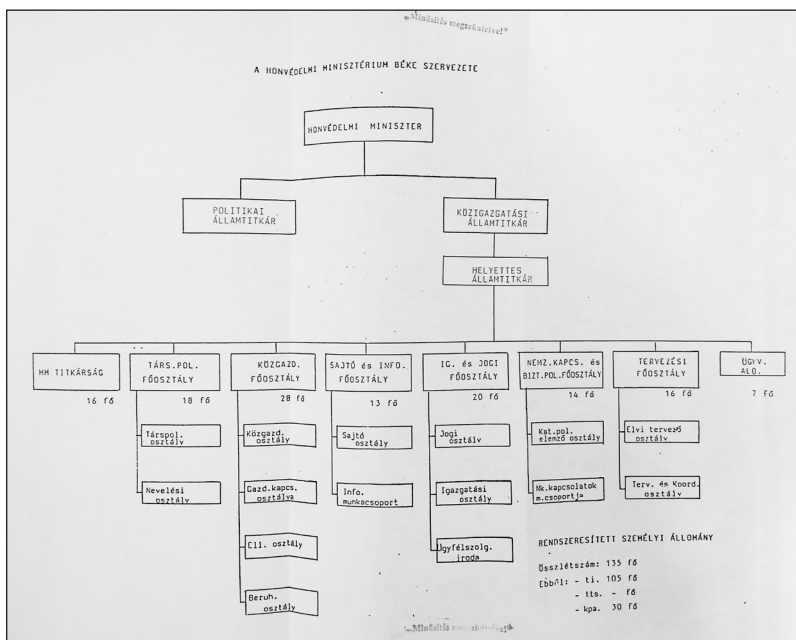 „Minősítés megszüntetve!"
A HONVÉDELMI MINISZTÉRIUM BÉKE SZERVEZETE
HONVÉDELMI MINISZTER
POLITIKAI
ÁLLAMTITKÁR
KÖZIGAZGATÁSI
ÁLLAMTITKÁR
HELYETTES
ÁLLAMTITKÁR
HM TITKÁRSÁG
16 fő
TÁRS.POL.
FŐOSZTÁLY
18 fő
KÖZGAZD.
FŐOSZTÁLY
28 fő
SAJTÓ és INFO.
FŐOSZTÁLY
13 fő
IG. és JOGI
FŐOSZTÁLY
20 fő
NEMZ.KAPCS. és
BIZT.POL.FŐOSZTÁLY
14 fő
TERVEZÉSI
FŐOSZTÁLY
16 fő
ÜGYV.
ALO.
7 fő
Társpol.
osztály
Nevelési
osztály
Közgazd.
osztály
Gazd.kapcs.
osztálya
Ell. osztály
Beruh.
osztály
Sajtó
osztály
Info.
munkacsoport
Jogi
osztály
Igazgatási
osztály
Ügyfélszolg.
iroda
Kat.pol.
elemző osztály
Nk.kapcsolatok
m.csoportja
Elvi tervező
osztály
Terv. és Koord.
osztály
RENDSZERESÍTETT SZEMÉLYI ÁLLOMÁNY
Összlétszám: 135 fő
Ebből: - ti. 105 fő
- tts. - fő
- kpa. 30 fő
„Minősítés megszüntetve!"